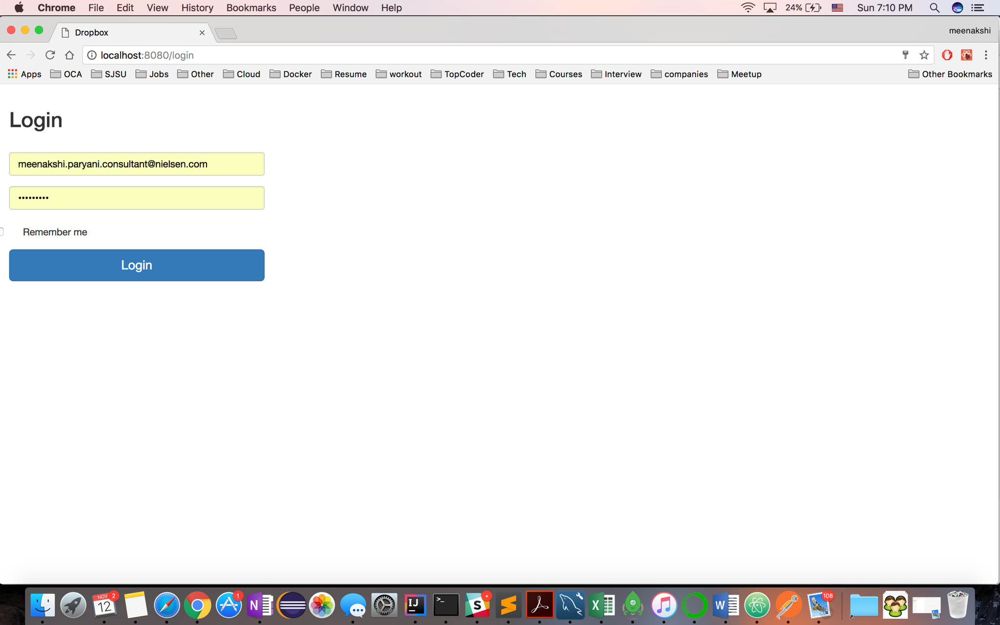 Chrome File Edit View History Bookmarks People Window Help 24% Sun 7:10 PM
Dropbox meenakshi
localhost:8080/login
Apps OCA SJSU Jobs Other Cloud Docker Resume workout TopCoder Tech Courses Interview companies Meetup Other Bookmarks
Login
meenakshi.paryani.consultant@nielsen.com
•••••••••
Remember me
Login
NOV 2 1 108
12 N IJ >_ S X W